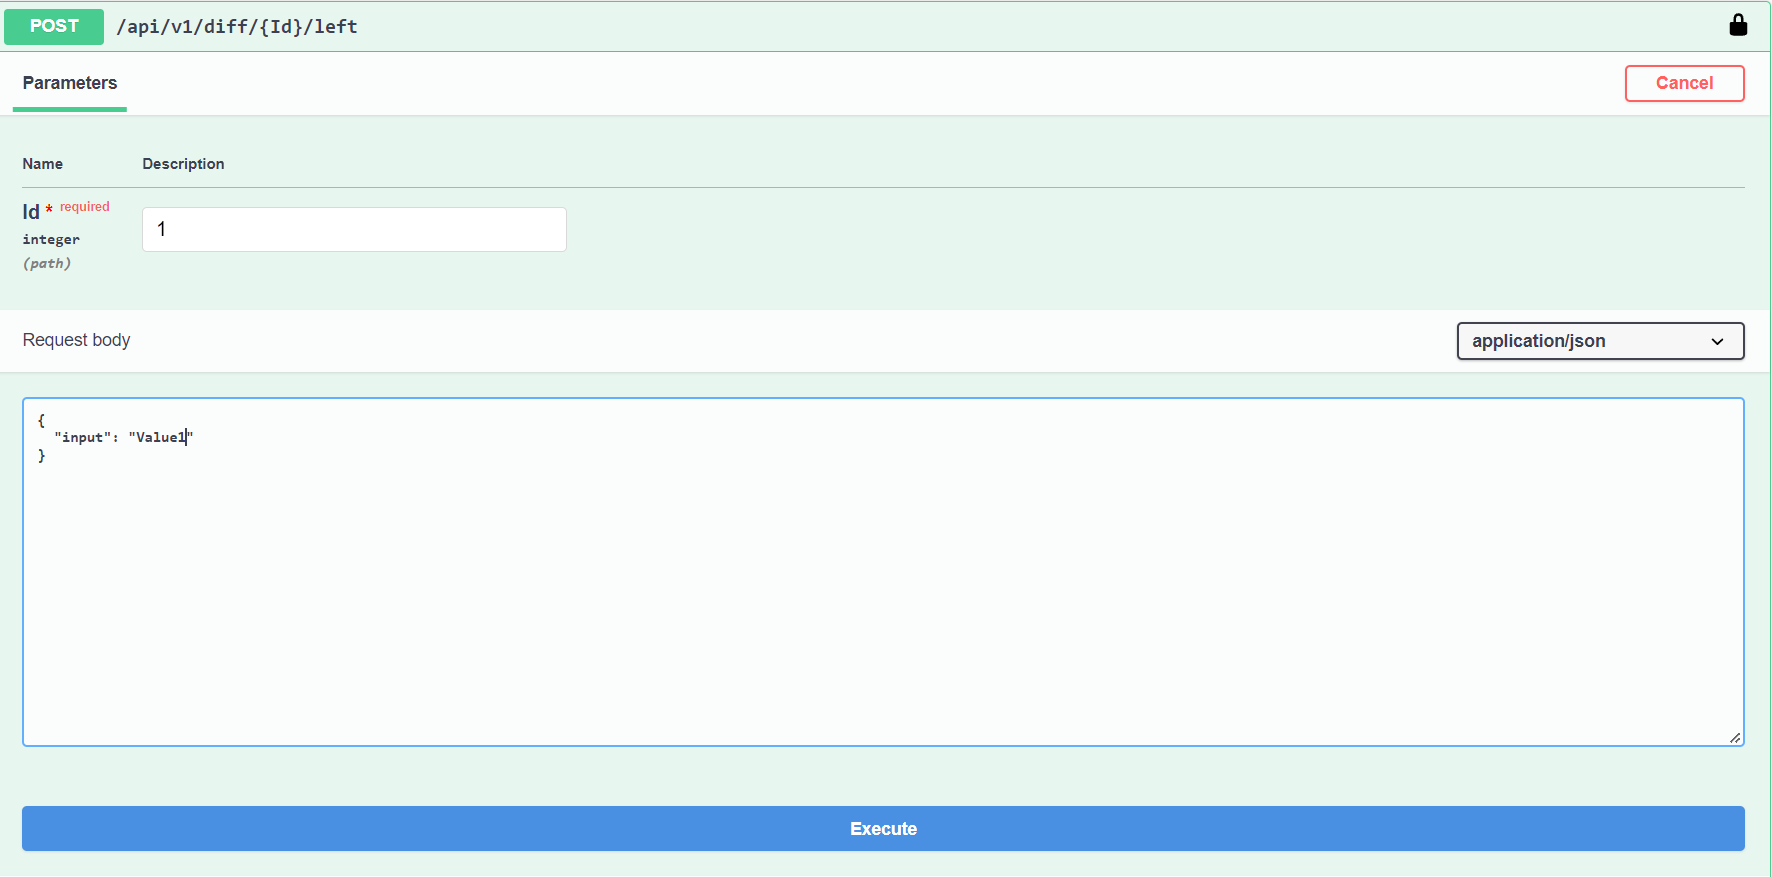 POST /api/v1/diff/{Id}/left
Parameters
Cancel
Name Description
Id * required
integer
(path)
1
Request body
application/json
{
  "input": "Value1"
}
Execute